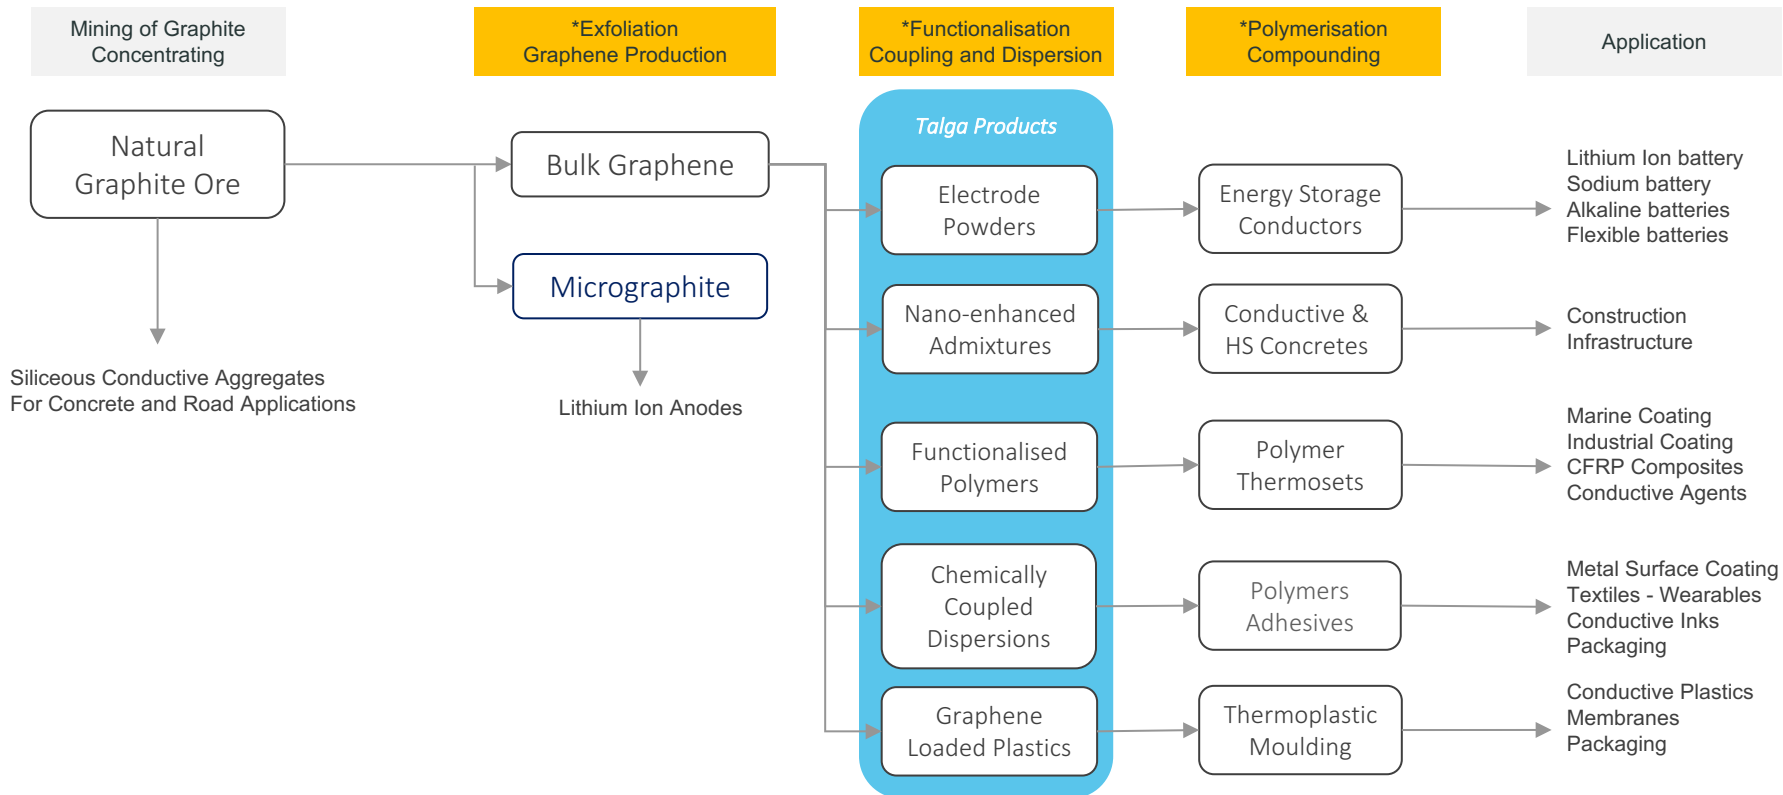 Mining of Graphite
Concentrating
*Exfoliation
Graphene Production
*Functionalisation
Coupling and Dispersion
*Polymerisation
Compounding
Application
Natural
Graphite Ore
Siliceous Conductive Aggregates
For Concrete and Road Applications
Bulk Graphene
Micrographite
Lithium Ion Anodes
Talga Products
Electrode
Powders
Nano-enhanced
Admixtures
Functionalised
Polymers
Chemically
Coupled
Dispersions
Graphene
Loaded Plastics
Energy Storage
Conductors
Conductive &
HS Concretes
Polymer
Thermosets
Polymers
Adhesives
Thermoplastic
Moulding
Lithium Ion battery
Sodium battery
Alkaline batteries
Flexible batteries
Construction
Infrastructure
Marine Coating
Industrial Coating
CFRP Composites
Conductive Agents
Metal Surface Coating
Textiles - Wearables
Conductive Inks
Packaging
Conductive Plastics
Membranes
Packaging